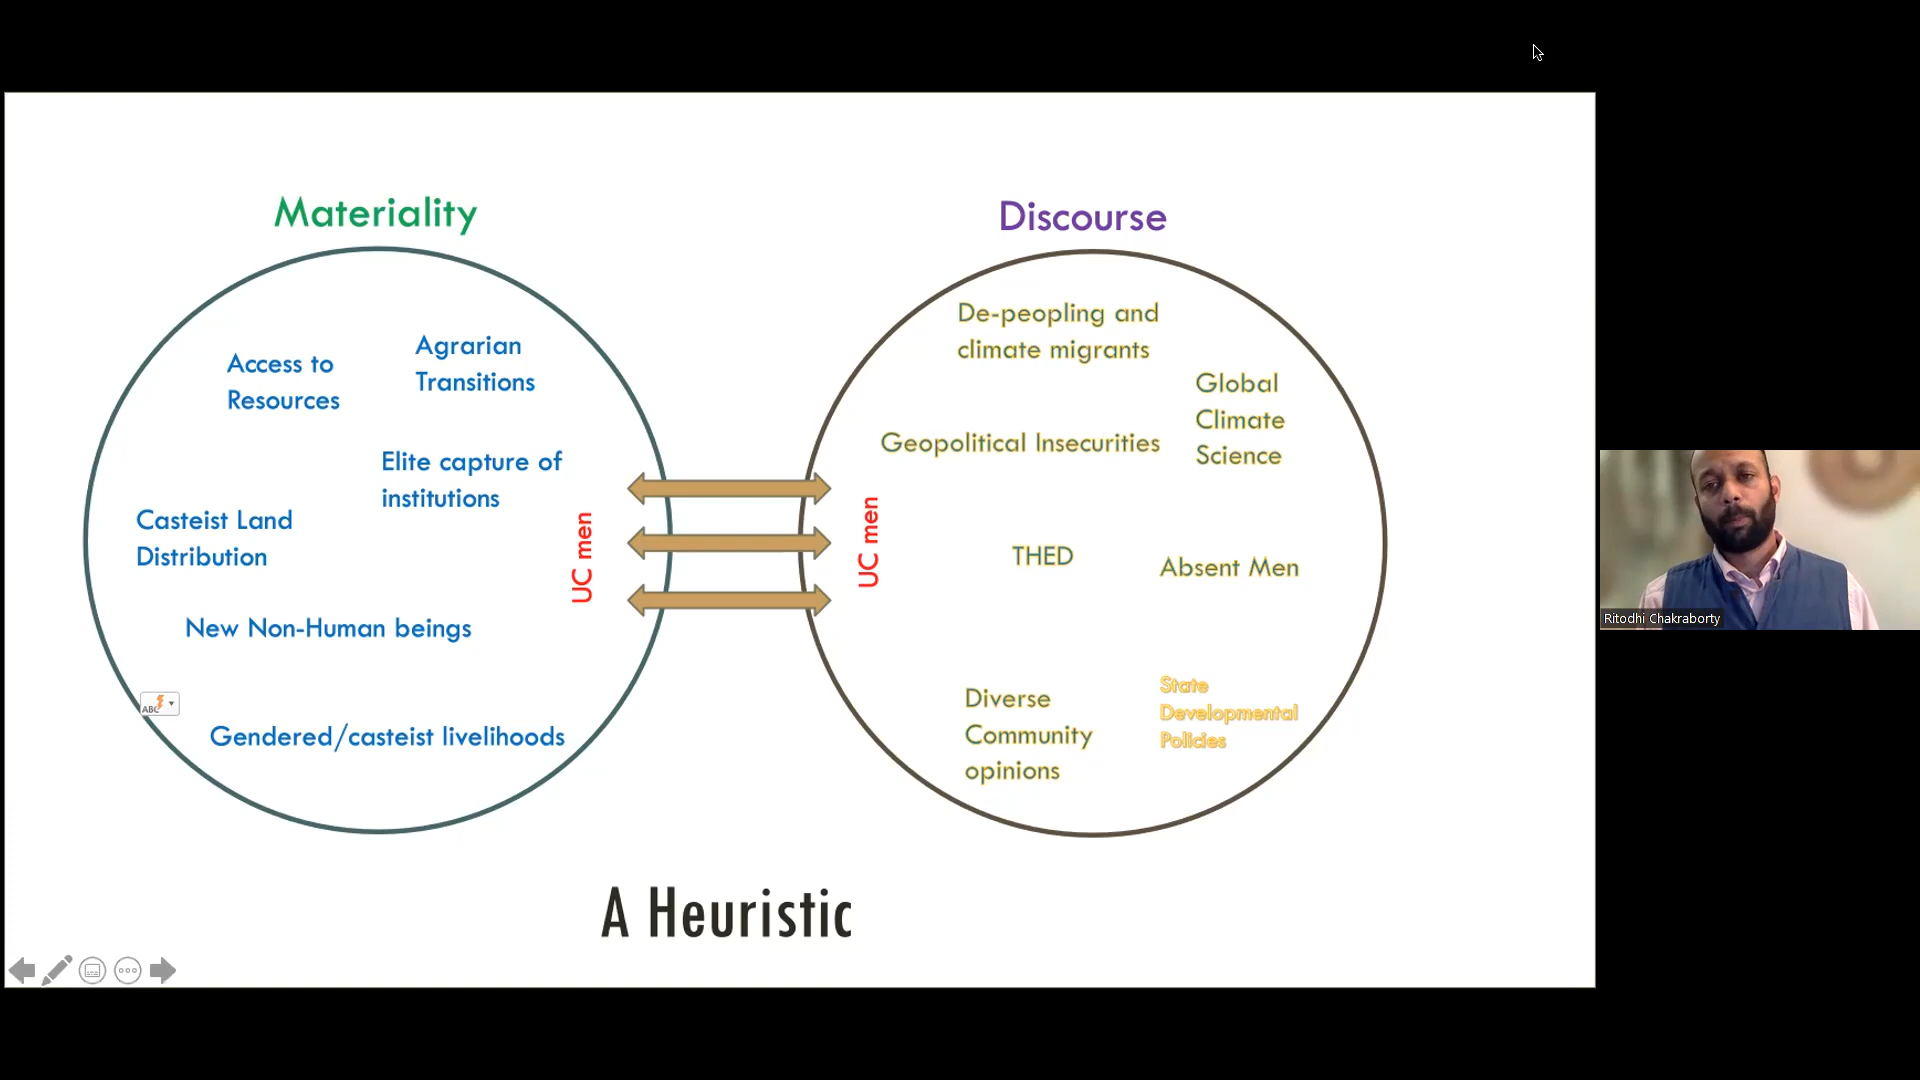 Materiality
Access to
Resources
Agrarian
Transitions
Elite capture of
institutions
Casteist Land
Distribution
UC men
New Non-Human beings
ABC
Gendered/casteist livelihoods
Discourse
De-peopling and
climate migrants
Global
Climate
Science
Geopolitical Insecurities
UC men
THED
Absent Men
Diverse
Community
opinions
State
Developmental
Policies
A Heuristic
Ritodhi Chakraborty